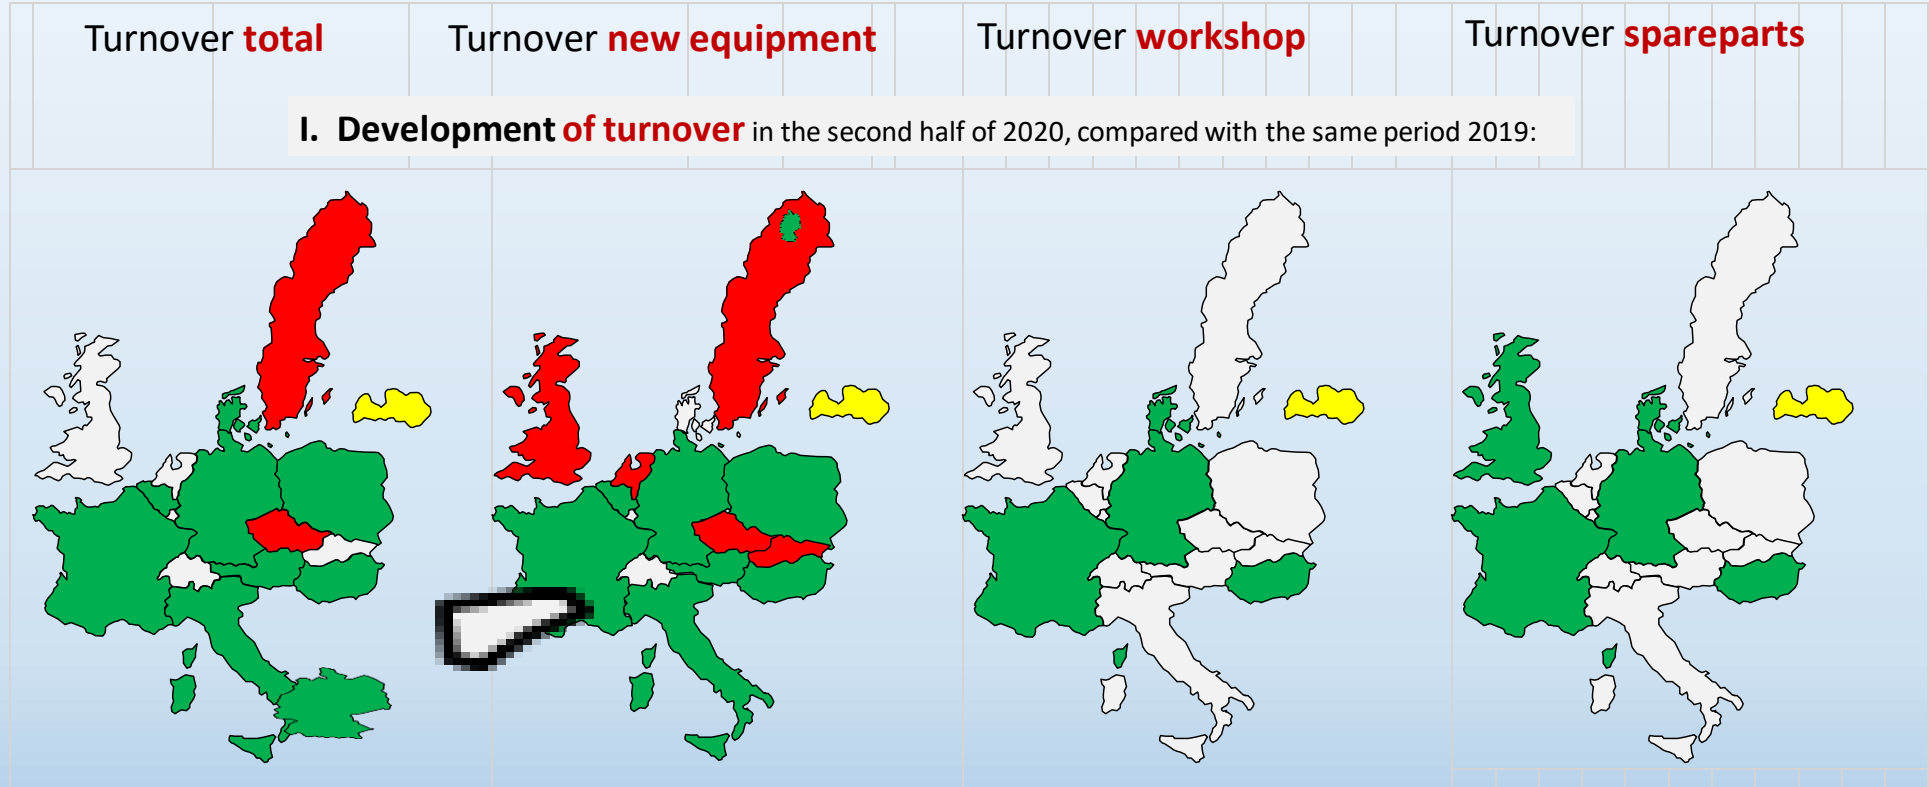 Turnover total
Turnover new equipment
Turnover workshop
Turnover spareparts
I. Development of turnover in the second half of 2020, compared with the same period 2019: